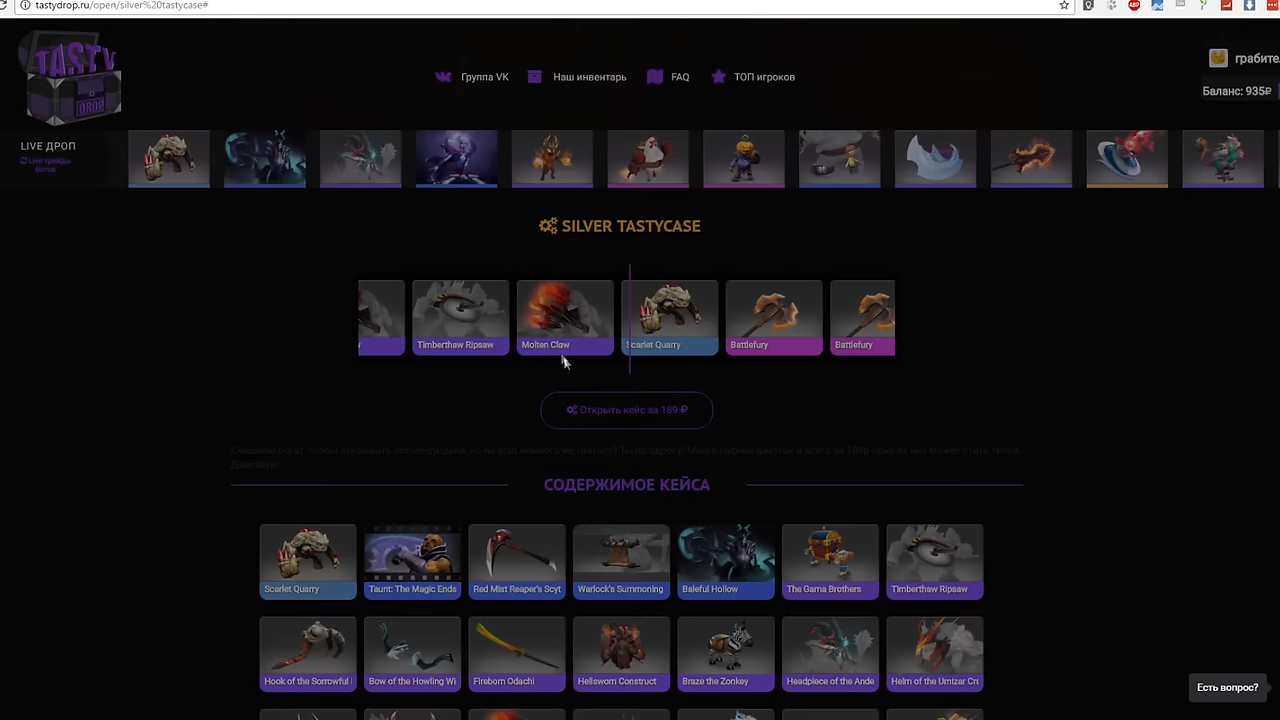 tastydrop.ru/open/silver%20tastycase#
TASTY
DROP
Группа VK
Наш инвентарь
FAQ
ТОП игроков
грабите
Баланс: 935₽
LIVE ДРОП
Live трейды
ботов
SILVER TASTYCASE
Timberthaw Ripsaw
Molten Claw
Scarlet Quarry
Battlefury
Battlefury
Открыть кейс за 189 ₽
СОДЕРЖИМОЕ КЕЙСА
Scarlet Quarry
Taunt: The Magic Ends
Red Mist Reaper's Scyt
Warlock's Summoning
Baleful Hollow
The Gama Brothers
Timberthaw Ripsaw
Hook of the Sorrowful
Bow of the Howling Wi
Fireborn Odachi
Hellsworn Construct
Braze the Zonkey
Headpiece of the Ande
Helm of the Umizar Cr
Есть вопрос?